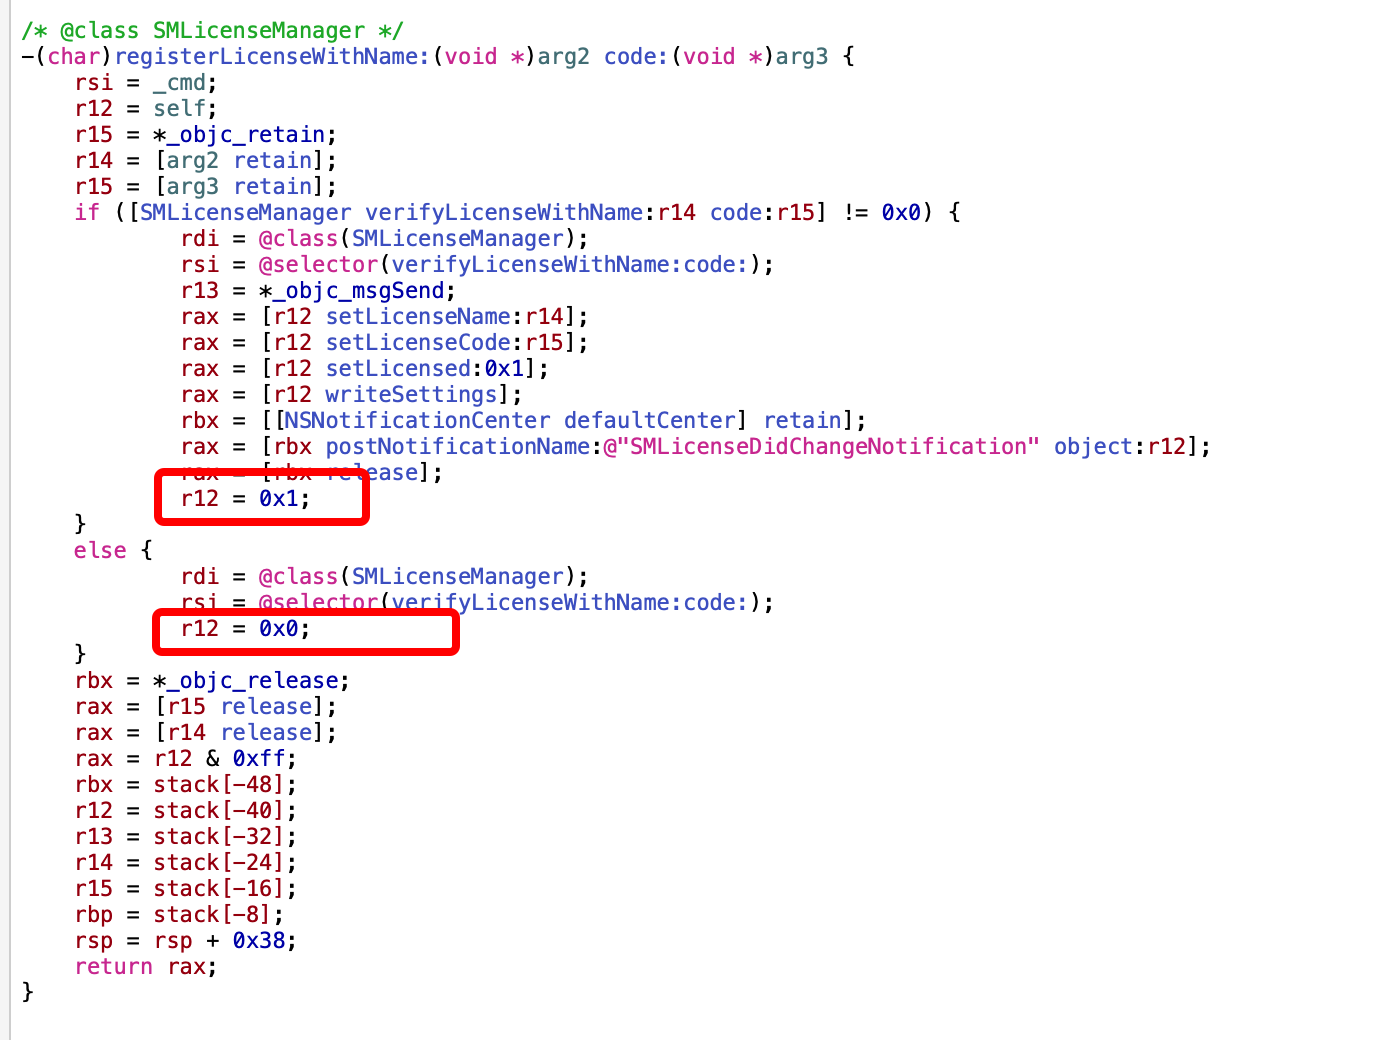 /* @class SMLicenseManager */
-(char)registerLicenseWithName:(void *)arg2 code:(void *)arg3 {
    rsi = _cmd;
    r12 = self;
    r15 = *_objc_retain;
    r14 = [arg2 retain];
    r15 = [arg3 retain];
    if ([SMLicenseManager verifyLicenseWithName:r14 code:r15] != 0x0) {
            rdi = @class(SMLicenseManager);
            rsi = @selector(verifyLicenseWithName:code:);
            r13 = *_objc_msgSend;
            rax = [r12 setLicenseName:r14];
            rax = [r12 setLicenseCode:r15];
            rax = [r12 setLicensed:0x1];
            rax = [r12 writeSettings];
            rbx = [[NSNotificationCenter defaultCenter] retain];
            rax = [rbx postNotificationName:@"SMLicenseDidChangeNotification" object:r12];
            rax = [rbx release];
            r12 = 0x1;
    }
    else {
            rdi = @class(SMLicenseManager);
            rsi = @selector(verifyLicenseWithName:code:);
            r12 = 0x0;
    }
    rbx = *_objc_release;
    rax = [r15 release];
    rax = [r14 release];
    rax = r12 & 0xff;
    rbx = stack[-48];
    r12 = stack[-40];
    r13 = stack[-32];
    r14 = stack[-24];
    r15 = stack[-16];
    rbp = stack[-8];
    rsp = rsp + 0x38;
    return rax;
}